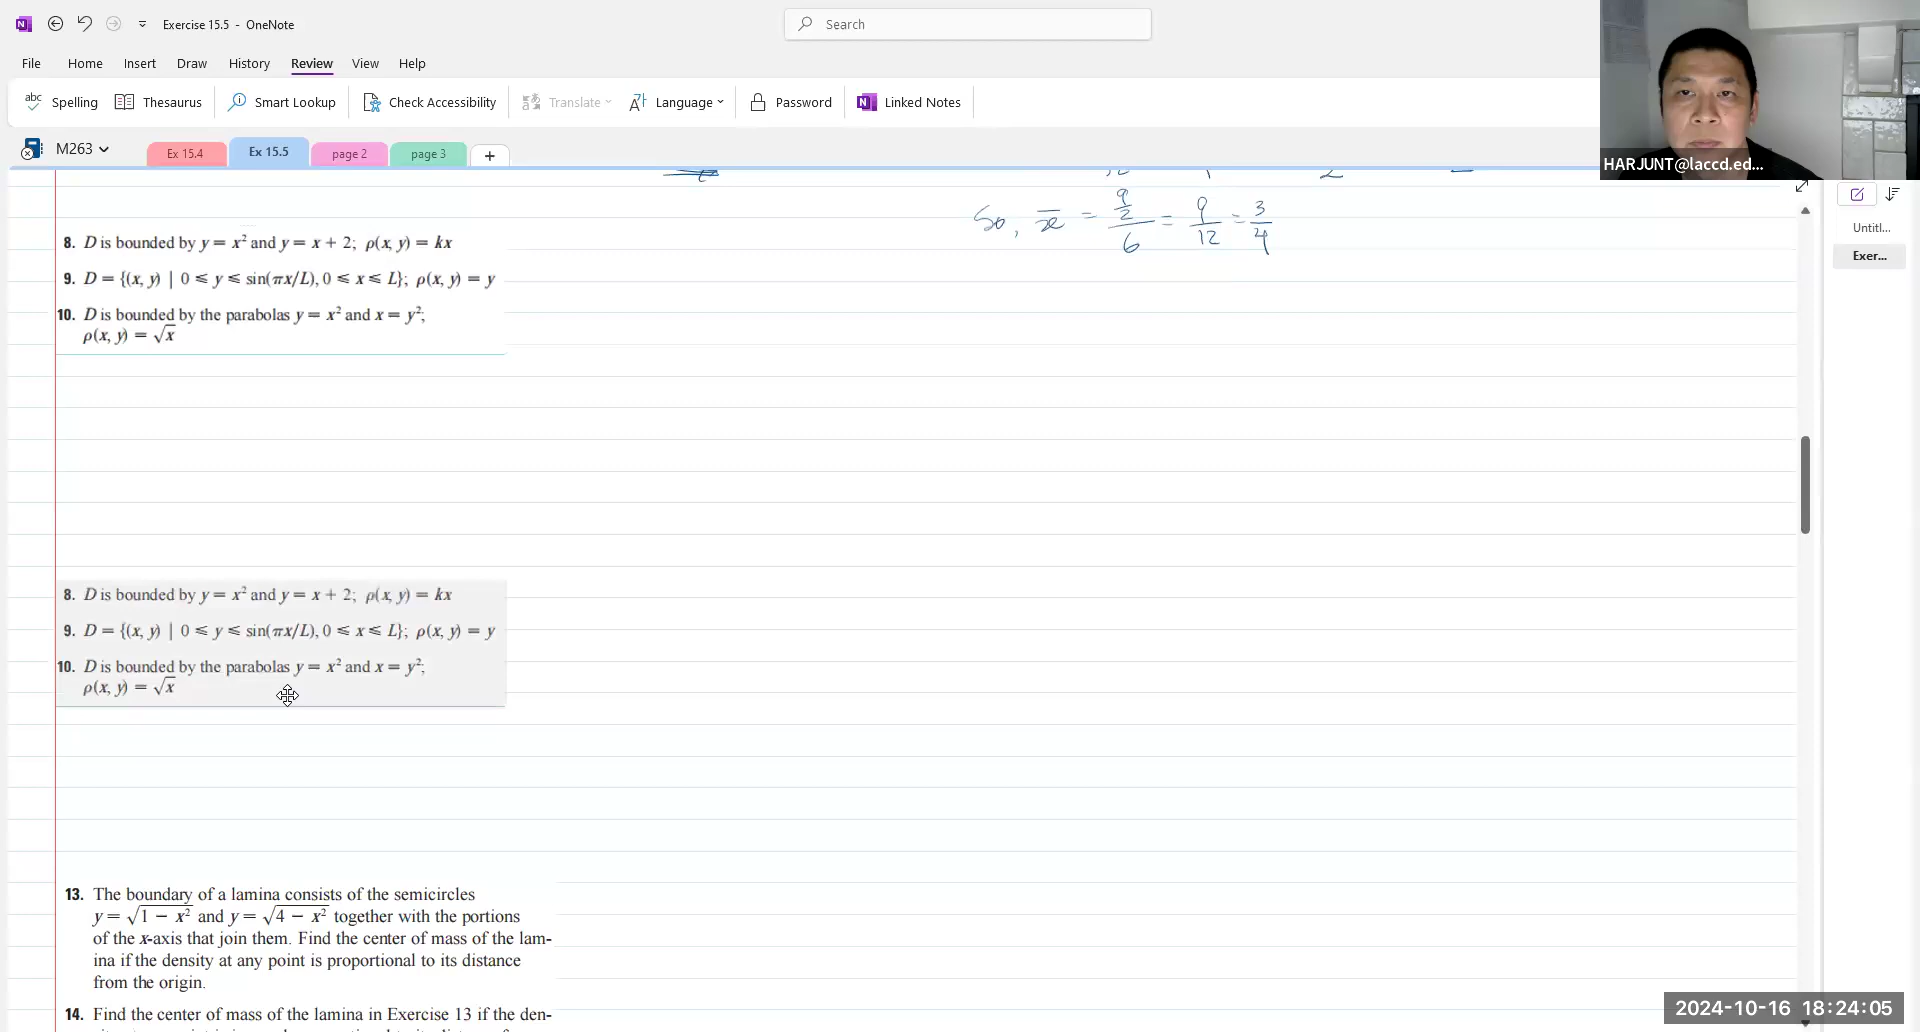 Exercise 15.5 - OneNote
Search
File Home Insert Draw History Review View Help
abc Spelling Thesaurus Smart Lookup Check Accessibility Translate Language Password Linked Notes
M263 Ex 15.4 Ex 15.5 page 2 page 3 +
HARJUNT@laccd.ed...
Untitl...
Exer...
So, x̄ = 9/2 / 6 = 9/12 = 3/4
8. D is bounded by y = x² and y = x + 2; ρ(x, y) = kx
9. D = {(x, y) | 0 ≤ y ≤ sin(πx/L), 0 ≤ x ≤ L}; ρ(x, y) = y
10. D is bounded by the parabolas y = x² and x = y²;
ρ(x, y) = √x
8. D is bounded by y = x² and y = x + 2; ρ(x, y) = kx
9. D = {(x, y) | 0 ≤ y ≤ sin(πx/L), 0 ≤ x ≤ L}; ρ(x, y) = y
10. D is bounded by the parabolas y = x² and x = y²;
ρ(x, y) = √x
13. The boundary of a lamina consists of the semicircles
y = √1 − x² and y = √4 − x² together with the portions
of the x-axis that join them. Find the center of mass of the lam-
ina if the density at any point is proportional to its distance
from the origin.
14. Find the center of mass of the lamina in Exercise 13 if the den-
2024-10-16 18:24:05